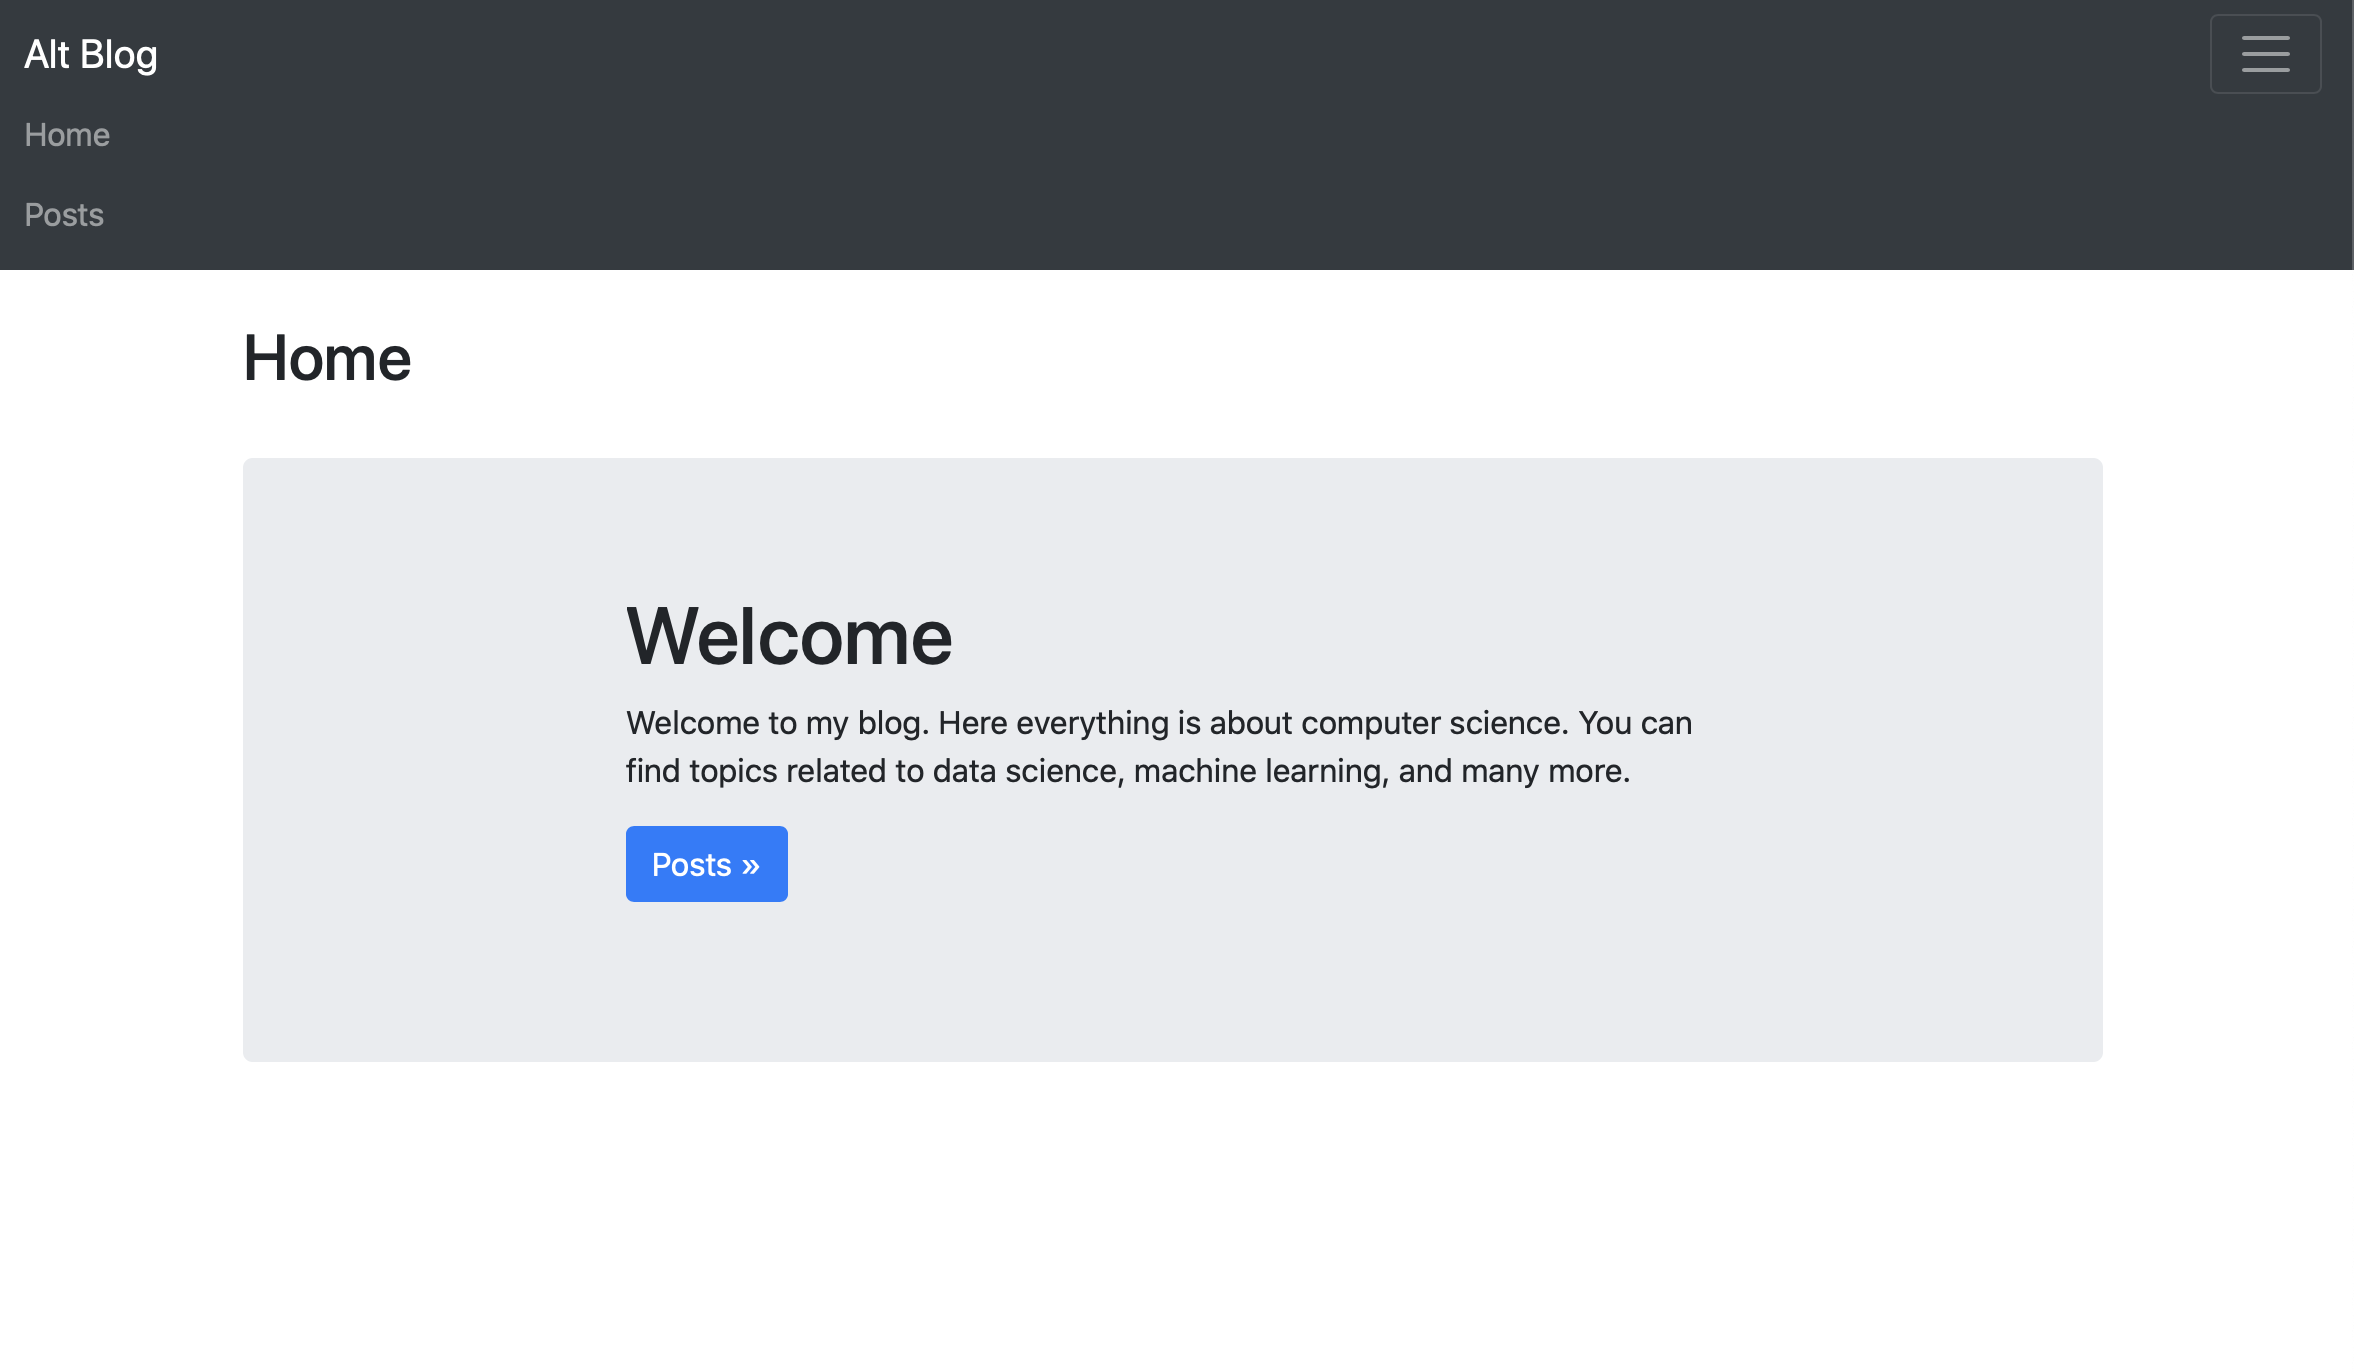 Alt Blog
Home
Posts
Home
Welcome
Welcome to my blog. Here everything is about computer science. You can
find topics related to data science, machine learning, and many more.
Posts »